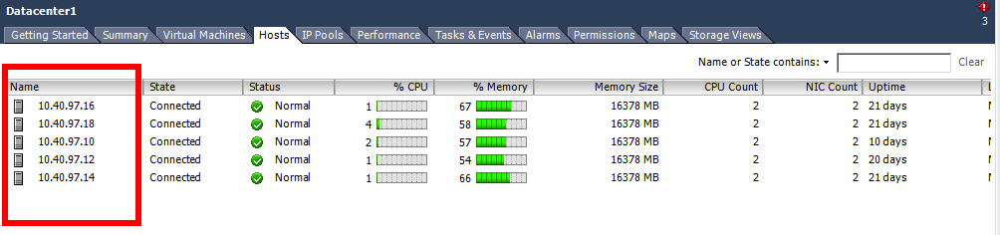 Datacenter1
3
Getting Started Summary Virtual Machines Hosts IP Pools Performance Tasks & Events Alarms Permissions Maps Storage Views
Name or State contains: Clear
Name State Status % CPU % Memory Memory Size CPU Count NIC Count Uptime L
10.40.97.16 Connected Normal 1 67 16378 MB 2 2 21 days
10.40.97.18 Connected Normal 4 58 16378 MB 2 2 21 days
10.40.97.10 Connected Normal 2 57 16378 MB 2 2 10 days
10.40.97.12 Connected Normal 1 54 16378 MB 2 2 20 days
10.40.97.14 Connected Normal 1 66 16378 MB 2 2 21 days